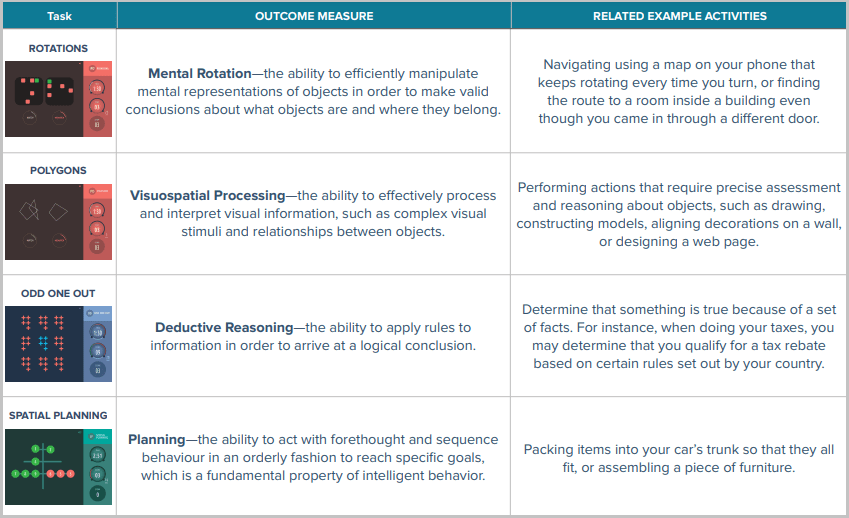 Task
OUTCOME MEASURE
RELATED EXAMPLE ACTIVITIES
ROTATIONS
Mental Rotation—the ability to efficiently manipulate
mental representations of objects in order to make valid
conclusions about what objects are and where they belong.
Navigating using a map on your phone that
keeps rotating every time you turn, or finding
the route to a room inside a building even
though you came in through a different door.
POLYGONS
Visuospatial Processing—the ability to effectively process
and interpret visual information, such as complex visual
stimuli and relationships between objects.
Performing actions that require precise assessment
and reasoning about objects, such as drawing,
constructing models, aligning decorations on a wall,
or designing a web page.
ODD ONE OUT
Deductive Reasoning—the ability to apply rules to
information in order to arrive at a logical conclusion.
Determine that something is true because of a set
of facts. For instance, when doing your taxes, you
may determine that you qualify for a tax rebate
based on certain rules set out by your country.
SPATIAL PLANNING
Planning—the ability to act with forethought and sequence
behaviour in an orderly fashion to reach specific goals,
which is a fundamental property of intelligent behavior.
Packing items into your car's trunk so that they all
fit, or assembling a piece of furniture.